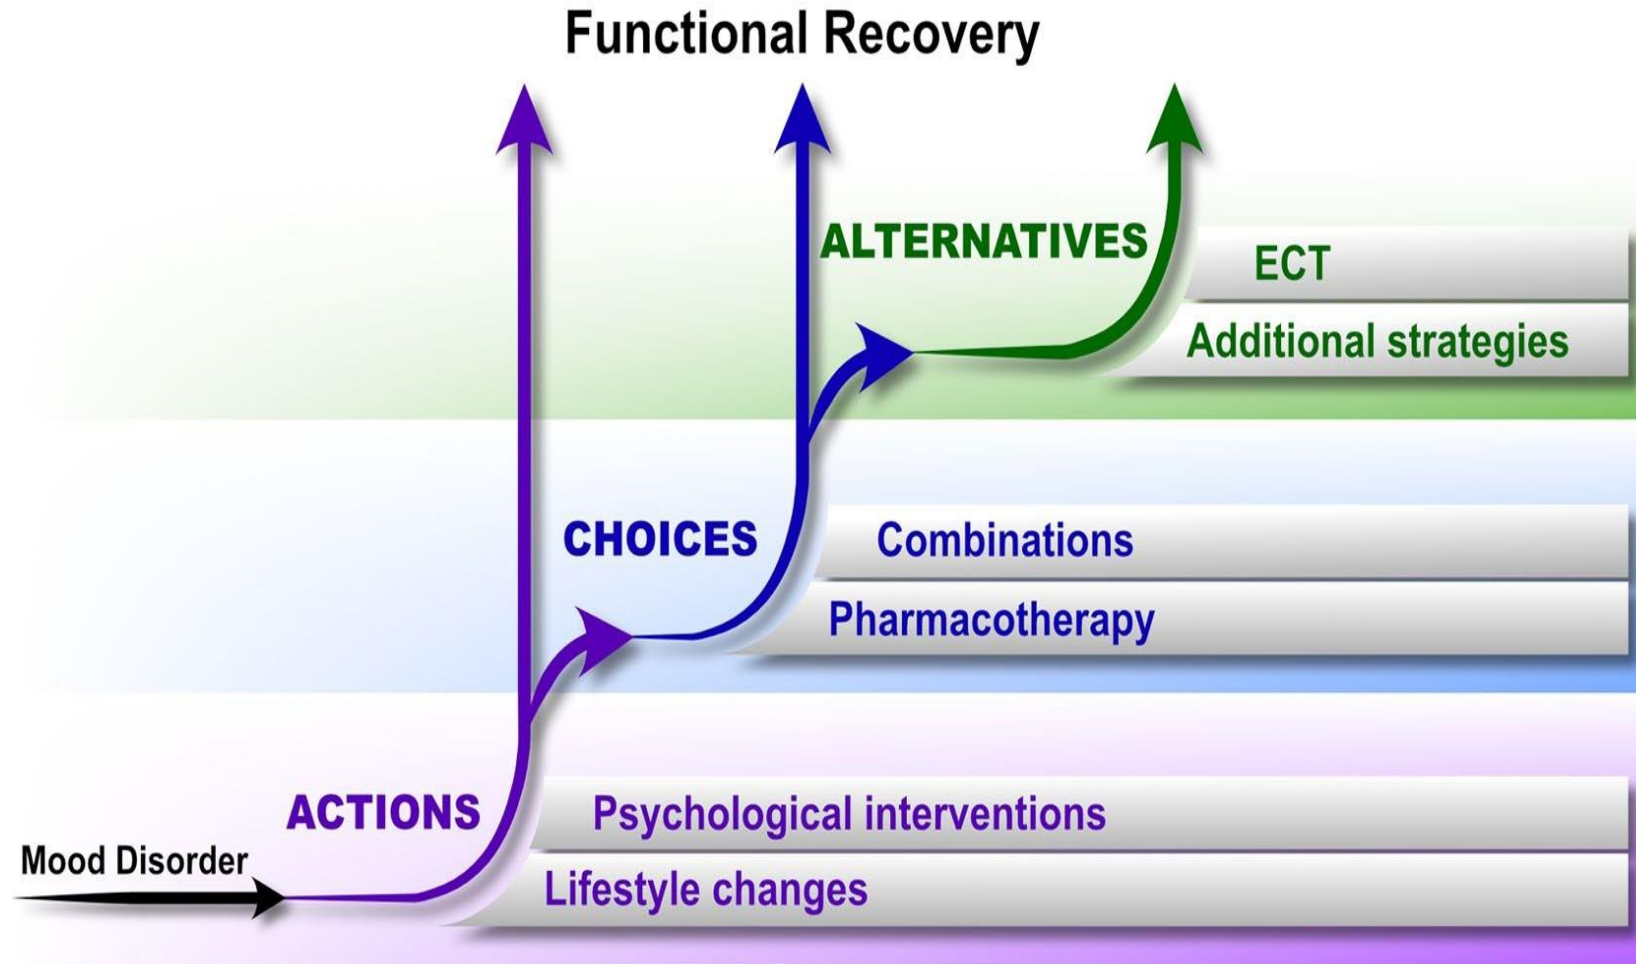 Functional Recovery
ALTERNATIVES
ECT
Additional strategies
CHOICES
Combinations
Pharmacotherapy
ACTIONS
Psychological interventions
Mood Disorder
Lifestyle changes